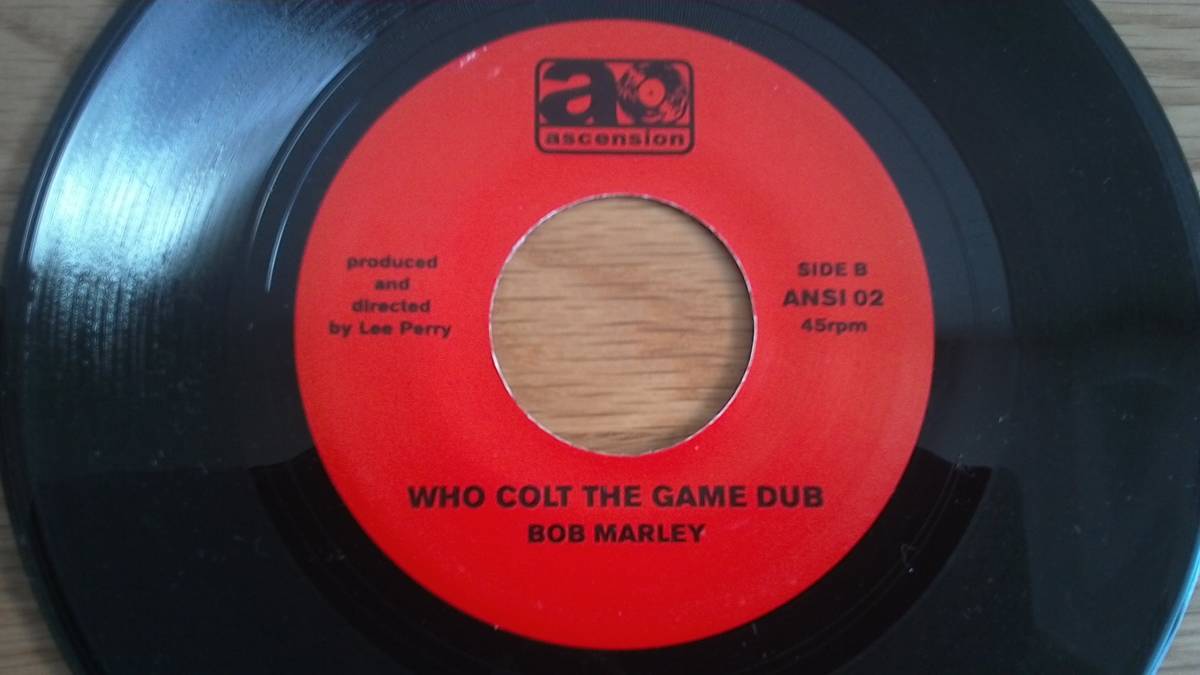 a
ascension
produced
and
directed
by Lee Perry
SIDE B
ANSI 02
45rpm
WHO COLT THE GAME DUB
BOB MARLEY